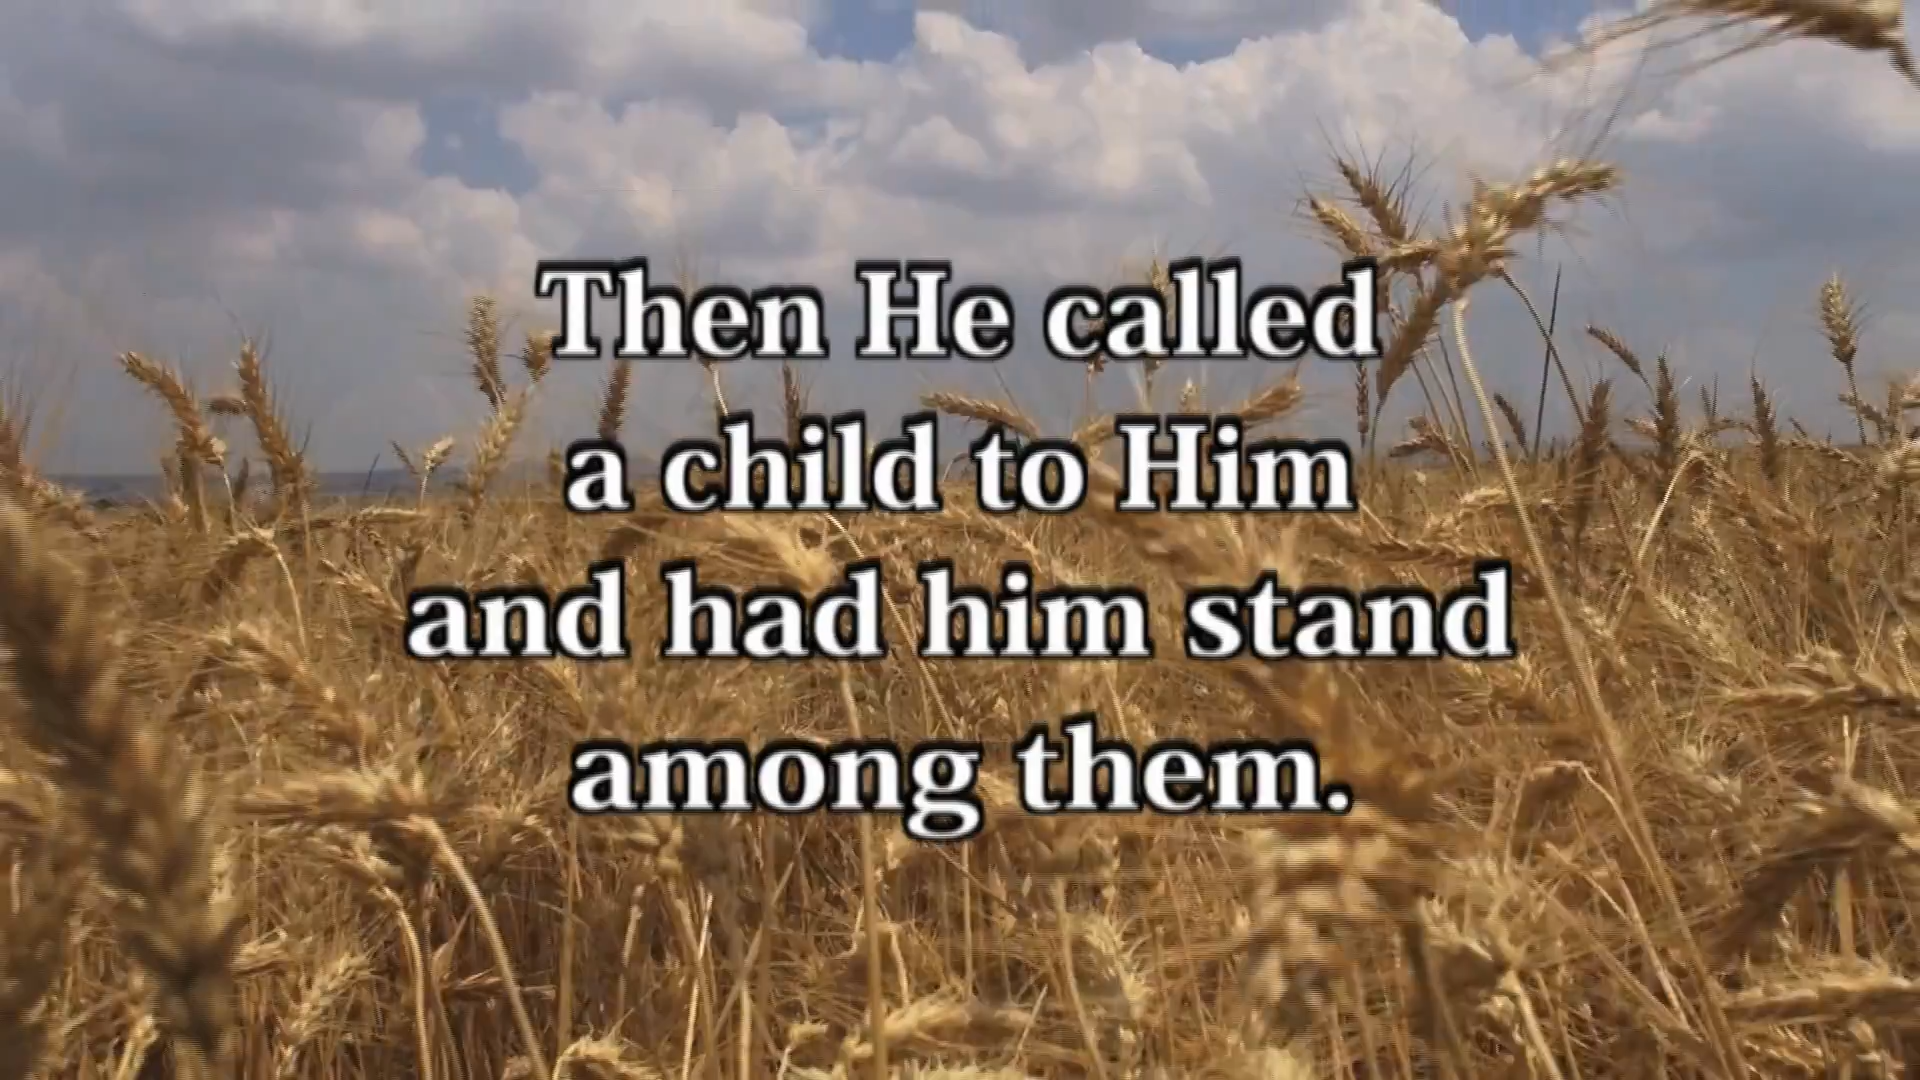 Then He called
a child to Him
and had him stand
among them.